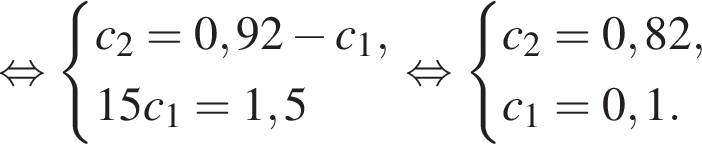 ⇔ { c₂ = 0,92 − c₁, ⇔ { c₂ = 0,82,
15c₁ = 1,5 c₁ = 0,1.